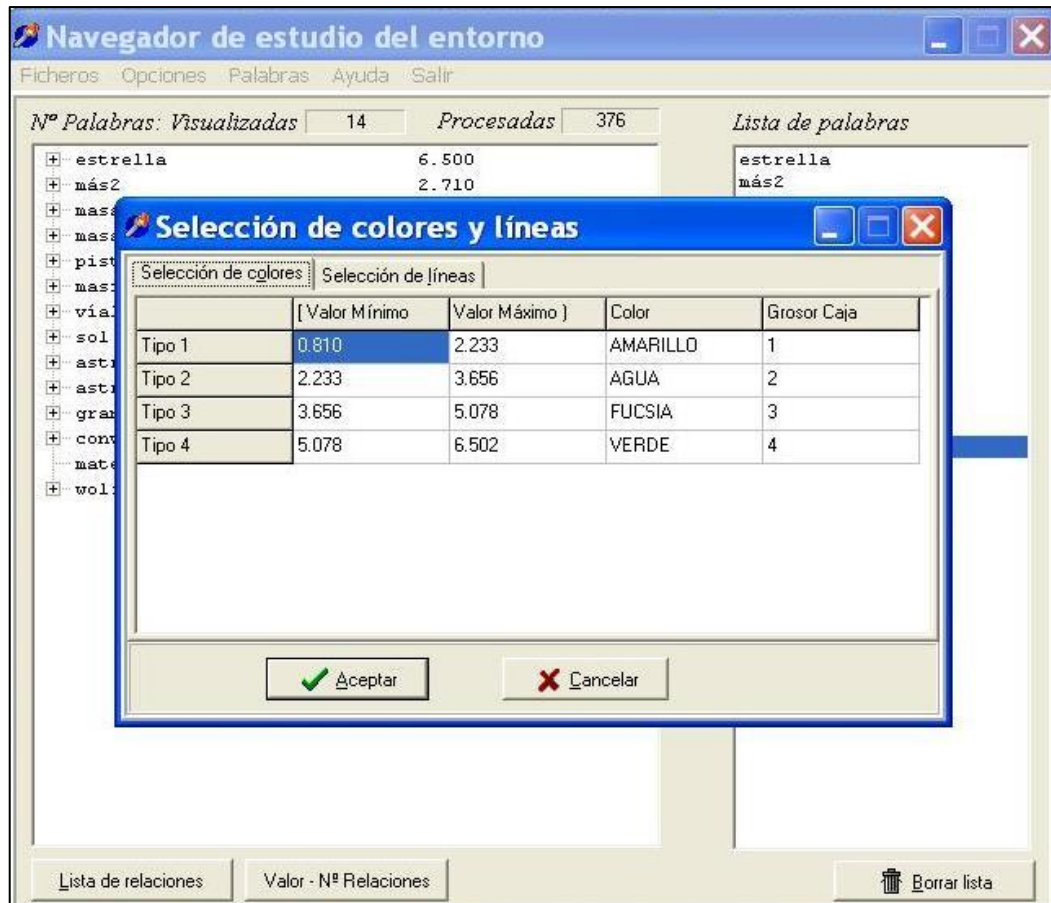 Navegador de estudio del entorno
Ficheros Opciones Palabras Ayuda Salir
Nº Palabras: Visualizadas 14 Procesadas 376 Lista de palabras
estrella 6.500 estrella
más2 2.710 más2
Selección de colores y líneas
Selección de colores Selección de líneas
[ Valor Mínimo Valor Máximo ) Color Grosor Caja
Tipo 1 0.810 2.233 AMARILLO 1
Tipo 2 2.233 3.656 AGUA 2
Tipo 3 3.656 5.078 FUCSIA 3
Tipo 4 5.078 6.502 VERDE 4
sol
Aceptar Cancelar
Lista de relaciones Valor - Nº Relaciones Borrar lista